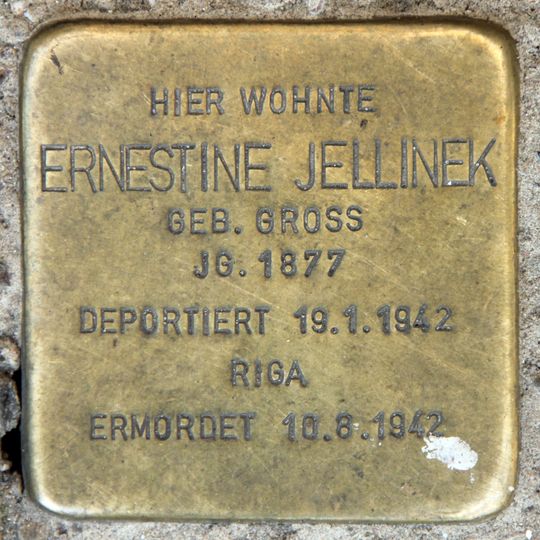 HIER WOHNTE
ERNESTINE JELLINEK
GEB. GROSS
JG. 1877
DEPORTIERT 19.1.1942
RIGA
ERMORDET 10.8.1942